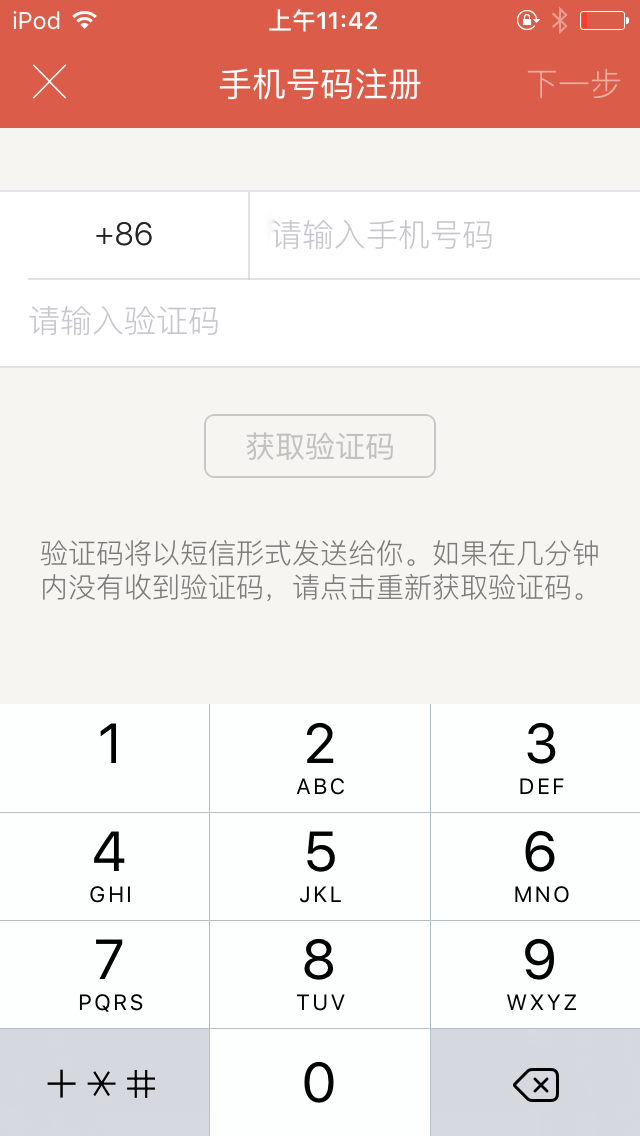 iPod 上午11:42
手机号码注册 下一步
+86 请输入手机号码
请输入验证码
获取验证码
验证码将以短信形式发送给你。如果在几分钟
内没有收到验证码，请点击重新获取验证码。
1 2 3
ABC DEF
4 5 6
GHI JKL MNO
7 8 9
PQRS TUV WXYZ
+*# 0